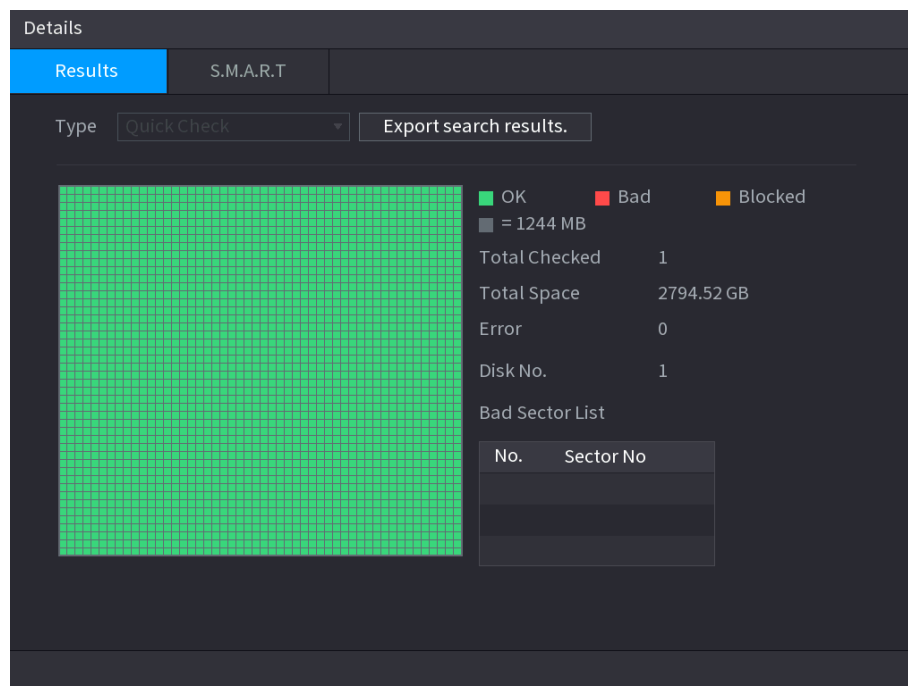 Details
Results S.M.A.R.T
Type Quick Check Export search results.
OK Bad Blocked
= 1244 MB
Total Checked 1
Total Space 2794.52 GB
Error 0
Disk No. 1
Bad Sector List
No. Sector No